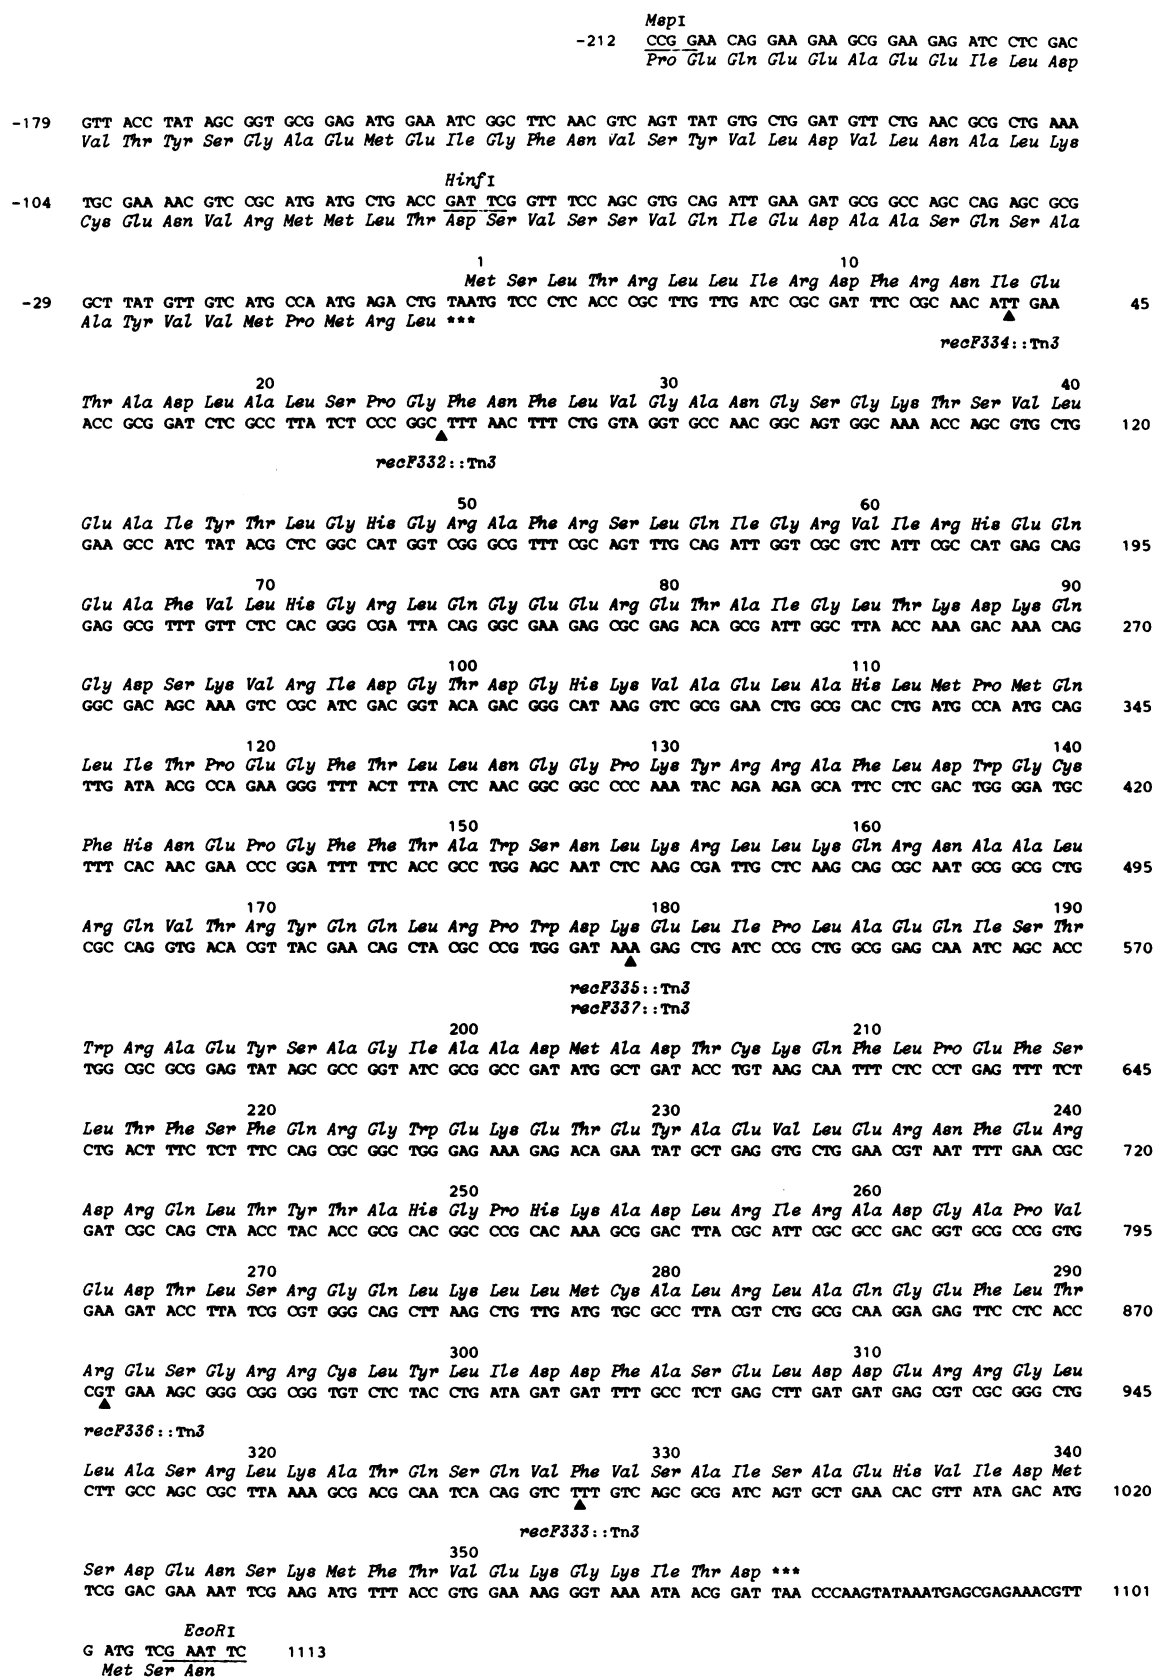 MspI
-212 CCG GAA CAG GAA GAA GCG GAA GAG ATC CTC GAC
Pro Glu Gln Glu Glu Ala Glu Glu Ile Leu Asp
-179 GTT ACC TAT AGC GGT GCG GAG ATG GAA ATC GGC TTC AAC GTC AGT TAT GTG CTG GAT GTT CTG AAC GCG CTG AAA
Val Thr Tyr Ser Gly Ala Glu Met Glu Ile Gly Phe Asn Val Ser Tyr Val Leu Asp Val Leu Asn Ala Leu Lys
HinfI
-104 TGC GAA AAC GTC CGC ATG ATG CTG ACC GAT TCG GTT TCC AGC GTG CAG ATT GAA GAT GCG GCC AGC CAG AGC GCG
Cys Glu Asn Val Arg Met Met Leu Thr Asp Ser Val Ser Ser Val Gln Ile Glu Asp Ala Ala Ser Gln Ser Ala
1 10
Met Ser Leu Thr Arg Leu Leu Ile Arg Asp Phe Arg Asn Ile Glu
-29 GCT TAT GTT GTC ATG CCA ATG AGA CTG TAATG TCC CTC ACC CGC TTG TTG ATC CGC GAT TTC CGC AAC ATT GAA 45
Ala Tyr Val Val Met Pro Met Arg Leu ***
▲
recF334::Tn3
20 30 40
Thr Ala Asp Leu Ala Leu Ser Pro Gly Phe Asn Phe Leu Val Gly Ala Asn Gly Ser Gly Lys Thr Ser Val Leu
ACC GCG GAT CTC GCC TTA TCT CCC GGC TTT AAC TTT CTG GTA GGT GCC AAC GGC AGT GGC AAA ACC AGC GTG CTG 120
▲
recF332::Tn3
50 60
Glu Ala Ile Tyr Thr Leu Gly His Gly Arg Ala Phe Arg Ser Leu Gln Ile Gly Arg Val Ile Arg His Glu Gln
GAA GCC ATC TAT ACG CTC GGC CAT GGT CGG GCG TTT CGC AGT TTG CAG ATT GGT CGC GTC ATT CGC CAT GAG CAG 195
70 80 90
Glu Ala Phe Val Leu His Gly Arg Leu Gln Gly Glu Glu Arg Glu Thr Ala Ile Gly Leu Thr Lys Asp Lys Gln
GAG GCG TTT GTT CTC CAC GGG CGA TTA CAG GGC GAA GAG CGC GAG ACA GCG ATT GGC TTA ACC AAA GAC AAA CAG 270
100 110
Gly Asp Ser Lys Val Arg Ile Asp Gly Thr Asp Gly His Lys Val Ala Glu Leu Ala His Leu Met Pro Met Gln
GGC GAC AGC AAA GTC CGC ATC GAC GGT ACA GAC GGG CAT AAG GTC GCG GAA CTG GCG CAC CTG ATG CCA ATG CAG 345
120 130 140
Leu Ile Thr Pro Glu Gly Phe Thr Leu Leu Asn Gly Gly Pro Lys Tyr Arg Arg Ala Phe Leu Asp Trp Gly Cys
TTG ATA ACG CCA GAA GGG TTT ACT TTA CTC AAC GGC GGC CCC AAA TAC AGA AGA GCA TTC CTC GAC TGG GGA TGC 420
150 160
Phe His Asn Glu Pro Gly Phe Phe Thr Ala Trp Ser Asn Leu Lys Arg Leu Leu Lys Gln Arg Asn Ala Ala Leu
TTT CAC AAC GAA CCC GGA TTT TTC ACC GCC TGG AGC AAT CTC AAG CGA TTG CTC AAG CAG CGC AAT GCG GCG CTG 495
170 180 190
Arg Gln Val Thr Arg Tyr Gln Gln Leu Arg Pro Trp Asp Lys Glu Leu Ile Pro Leu Ala Glu Gln Ile Ser Thr
CGC CAG GTG ACA CGT TAC GAA CAG CTA CGC CCG TGG GAT AAA GAG CTG ATC CCG CTG GCG GAG CAA ATC AGC ACC 570
▲
recF335::Tn3
recF337::Tn3
200 210
Trp Arg Ala Glu Tyr Ser Ala Gly Ile Ala Ala Asp Met Ala Asp Thr Cys Lys Gln Phe Leu Pro Glu Phe Ser
TGG CGC GCG GAG TAT AGC GCC GGT ATC GCG GCC GAT ATG GCT GAT ACC TGT AAG CAA TTT CTC CCT GAG TTT TCT 645
220 230 240
Leu Thr Phe Ser Phe Gln Arg Gly Trp Glu Lys Glu Thr Glu Tyr Ala Glu Val Leu Glu Arg Asn Phe Glu Arg
CTG ACT TTC TCT TTC CAG CGC GGC TGG GAG AAA GAG ACA GAA TAT GCT GAG GTG CTG GAA CGT AAT TTT GAA CGC 720
250 260
Asp Arg Gln Leu Thr Tyr Thr Ala His Gly Pro His Lys Ala Asp Leu Arg Ile Arg Ala Asp Gly Ala Pro Val
GAT CGC CAG CTA ACC TAC ACC GCG CAC GGC CCG CAC AAA GCG GAC TTA CGC ATT CGC GCC GAC GGT GCG CCG GTG 795
270 280 290
Glu Asp Thr Leu Ser Arg Gly Gln Leu Lys Leu Leu Met Cys Ala Leu Arg Leu Ala Gln Gly Glu Phe Leu Thr
GAA GAT ACC TTA TCG CGT GGG CAG CTT AAG CTG TTG ATG TGC GCC TTA CGT CTG GCG CAA GGA GAG TTC CTC ACC 870
300 310
Arg Glu Ser Gly Arg Arg Cys Leu Tyr Leu Ile Asp Asp Phe Ala Ser Glu Leu Asp Asp Glu Arg Arg Gly Leu
CGT GAA AGC GGG CGG CGG TGT CTC TAC CTG ATA GAT GAT TTT GCC TCT GAG CTT GAT GAT GAG CGT CGC GGG CTG 945
▲
recF336::Tn3
320 330 340
Leu Ala Ser Arg Leu Lys Ala Thr Gln Ser Gln Val Phe Val Ser Ala Ile Ser Ala Glu His Val Ile Asp Met
CTT GCC AGC CGC TTA AAA GCG ACG CAA TCA CAG GTC TTT GTC AGC GCG ATC AGT GCT GAA CAC GTT ATA GAC ATG 1020
▲
recF333::Tn3
350
Ser Asp Glu Asn Ser Lys Met Phe Thr Val Glu Lys Gly Lys Ile Thr Asp ***
TCG GAC GAA AAT TCG AAG ATG TTT ACC GTG GAA AAG GGT AAA ATA ACG GAT TAA CCCAAGTATAAATGAGCGAGAAACGTT 1101
EcoRI
G ATG TCG AAT TC 1113
Met Ser Asn